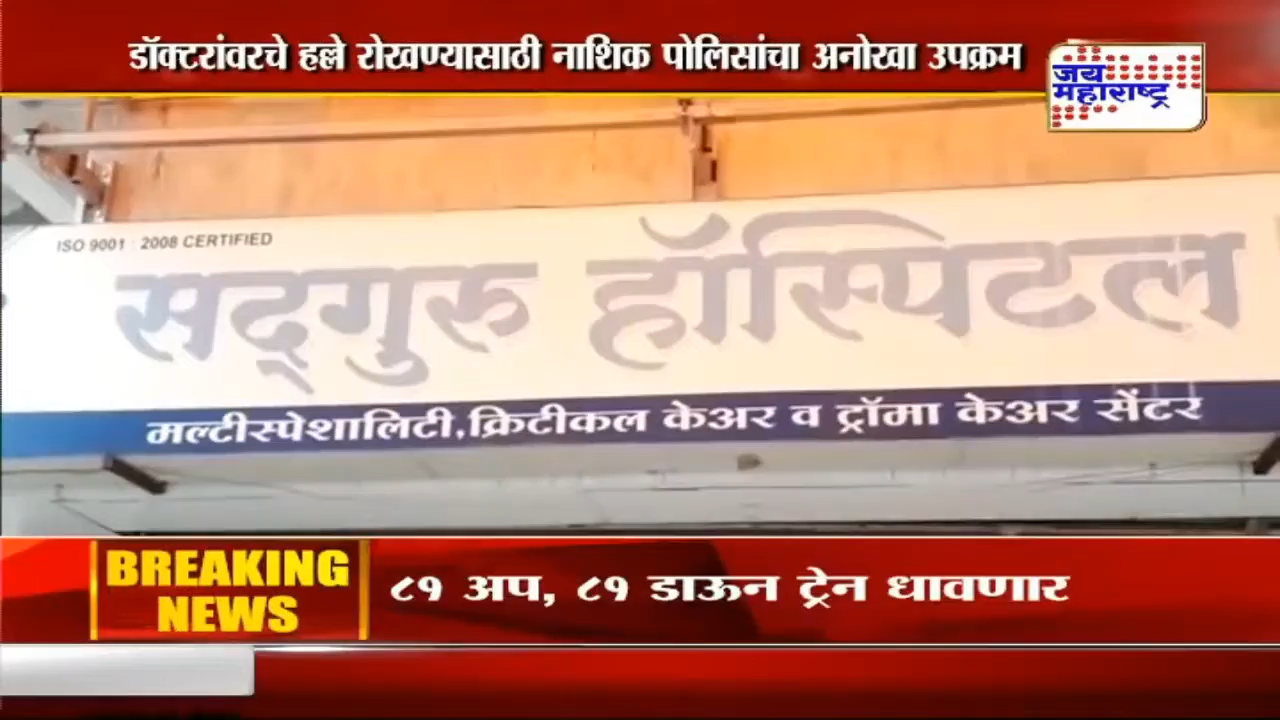 डॉक्टरांवरचे हल्ले रोखण्यासाठी नाशिक पोलिसांचा अनोखा उपक्रम
जय
महाराष्ट्र
ISO 9001 : 2008 CERTIFIED
सद्‌गुरु हॉस्पिटल
मल्टीस्पेशालिटी,क्रिटीकल केअर व ट्रॉमा केअर सेंटर
BREAKING
NEWS
८१ अप, ८१ डाऊन ट्रेन धावणार